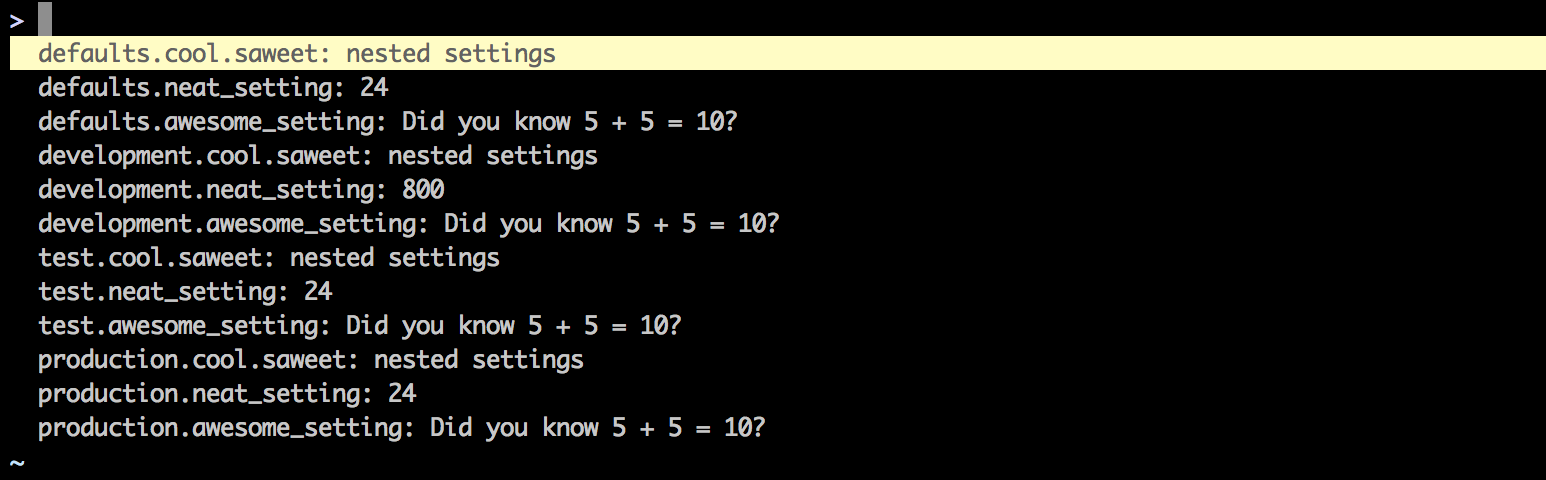 >
defaults.cool.saweet: nested settings
defaults.neat_setting: 24
defaults.awesome_setting: Did you know 5 + 5 = 10?
development.cool.saweet: nested settings
development.neat_setting: 800
development.awesome_setting: Did you know 5 + 5 = 10?
test.cool.saweet: nested settings
test.neat_setting: 24
test.awesome_setting: Did you know 5 + 5 = 10?
production.cool.saweet: nested settings
production.neat_setting: 24
production.awesome_setting: Did you know 5 + 5 = 10?
~